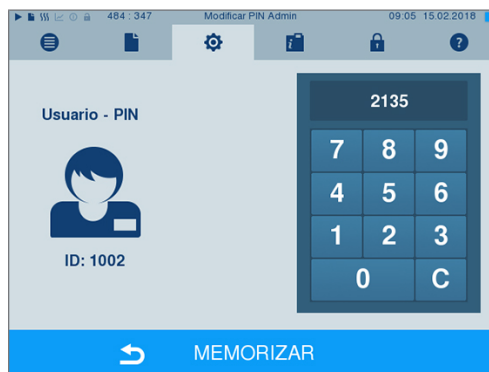 484 : 347 Modificar PIN Admin 09:05 15.02.2018
Usuario - PIN
ID: 1002
2135
7 8 9
4 5 6
1 2 3
0 C
MEMORIZAR